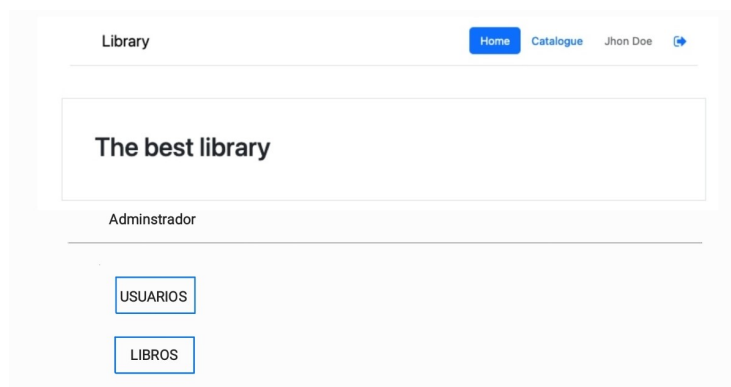 Library Home Catalogue Jhon Doe
The best library
Adminstrador
USUARIOS
LIBROS